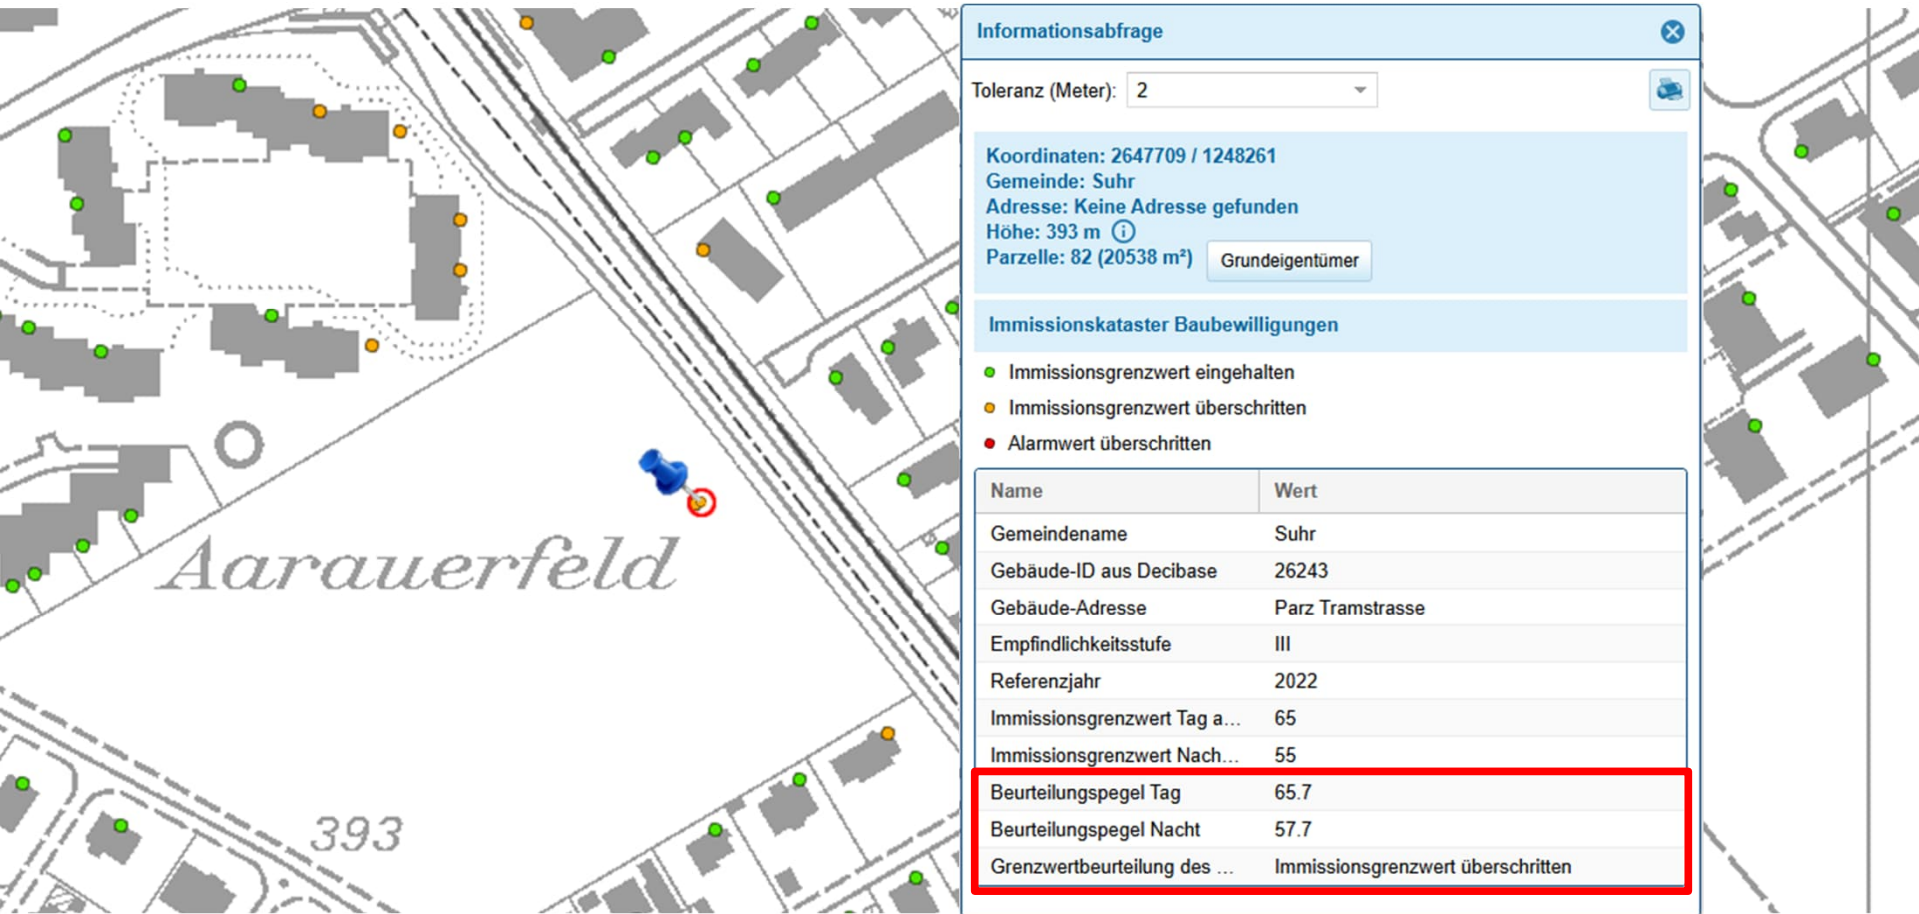 Aarauerfeld
393
Informationsabfrage
Toleranz (Meter): 2
Koordinaten: 2647709 / 1248261
Gemeinde: Suhr
Adresse: Keine Adresse gefunden
Höhe: 393 m
Parzelle: 82 (20538 m²) Grundeigentümer
Immissionskataster Baubewilligungen
Immissionsgrenzwert eingehalten
Immissionsgrenzwert überschritten
Alarmwert überschritten
Name Wert
Gemeindename Suhr
Gebäude-ID aus Decibase 26243
Gebäude-Adresse Parz Tramstrasse
Empfindlichkeitsstufe III
Referenzjahr 2022
Immissionsgrenzwert Tag a... 65
Immissionsgrenzwert Nach... 55
Beurteilungspegel Tag 65.7
Beurteilungspegel Nacht 57.7
Grenzwertbeurteilung des ... Immissionsgrenzwert überschritten